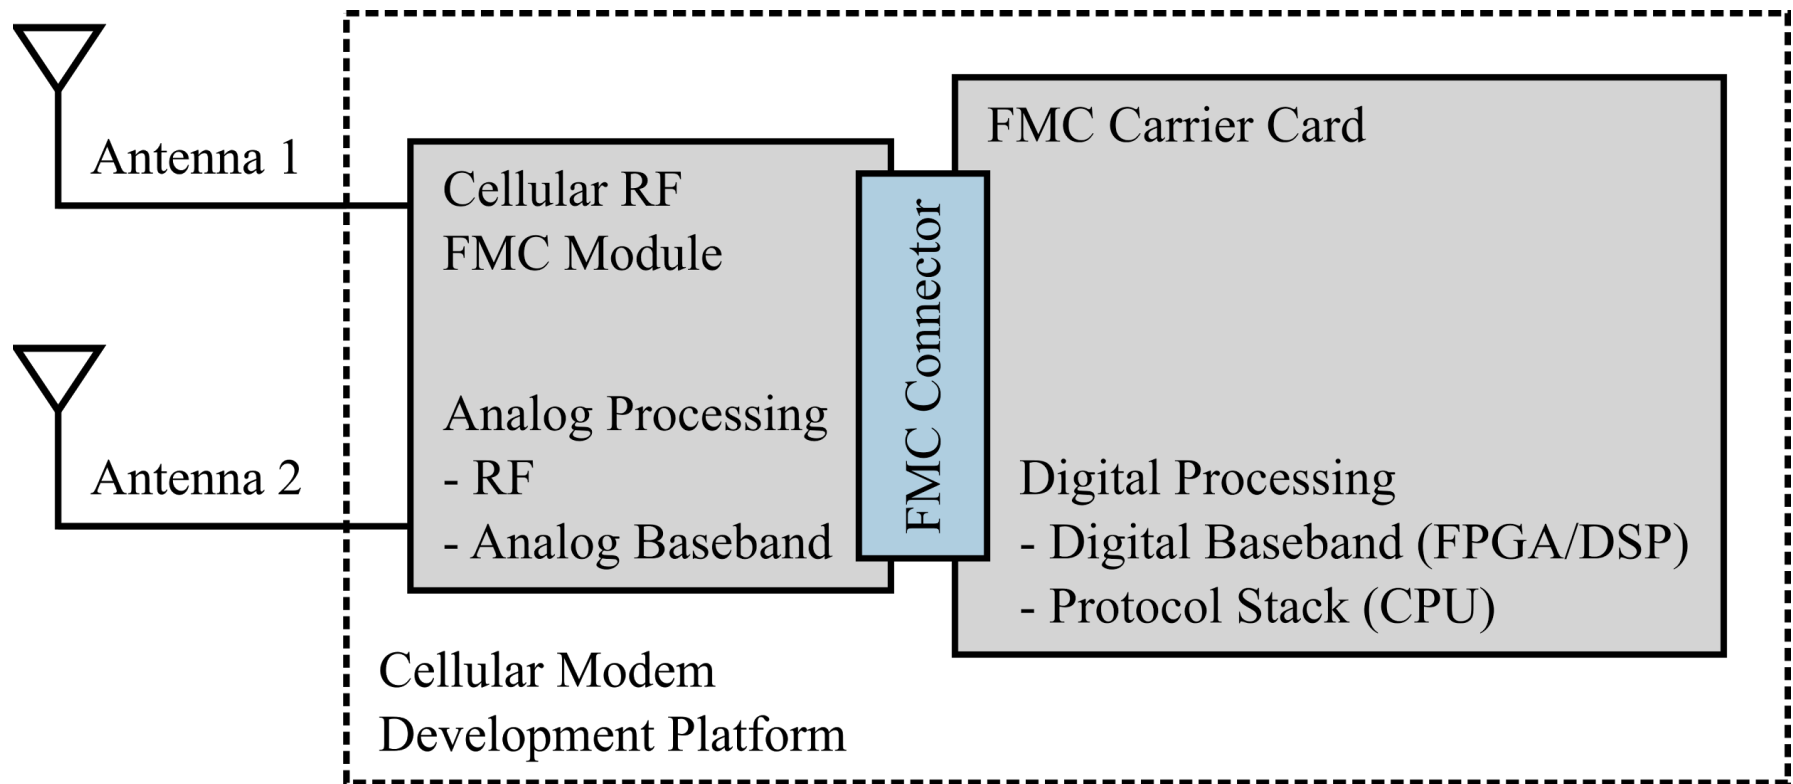 Antenna 1
Antenna 2
Cellular RF
FMC Module
Analog Processing
- RF
- Analog Baseband
FMC Connector
FMC Carrier Card
Digital Processing
- Digital Baseband (FPGA/DSP)
- Protocol Stack (CPU)
Cellular Modem
Development Platform